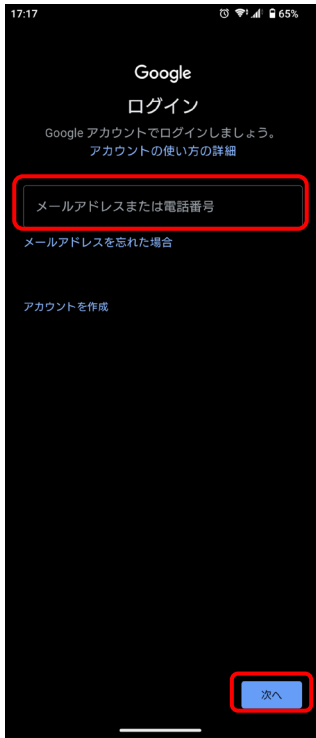 17:17 65%
Google
ログイン
Google アカウントでログインしましょう。
アカウントの使い方の詳細
メールアドレスまたは電話番号
メールアドレスを忘れた場合
アカウントを作成
次へ